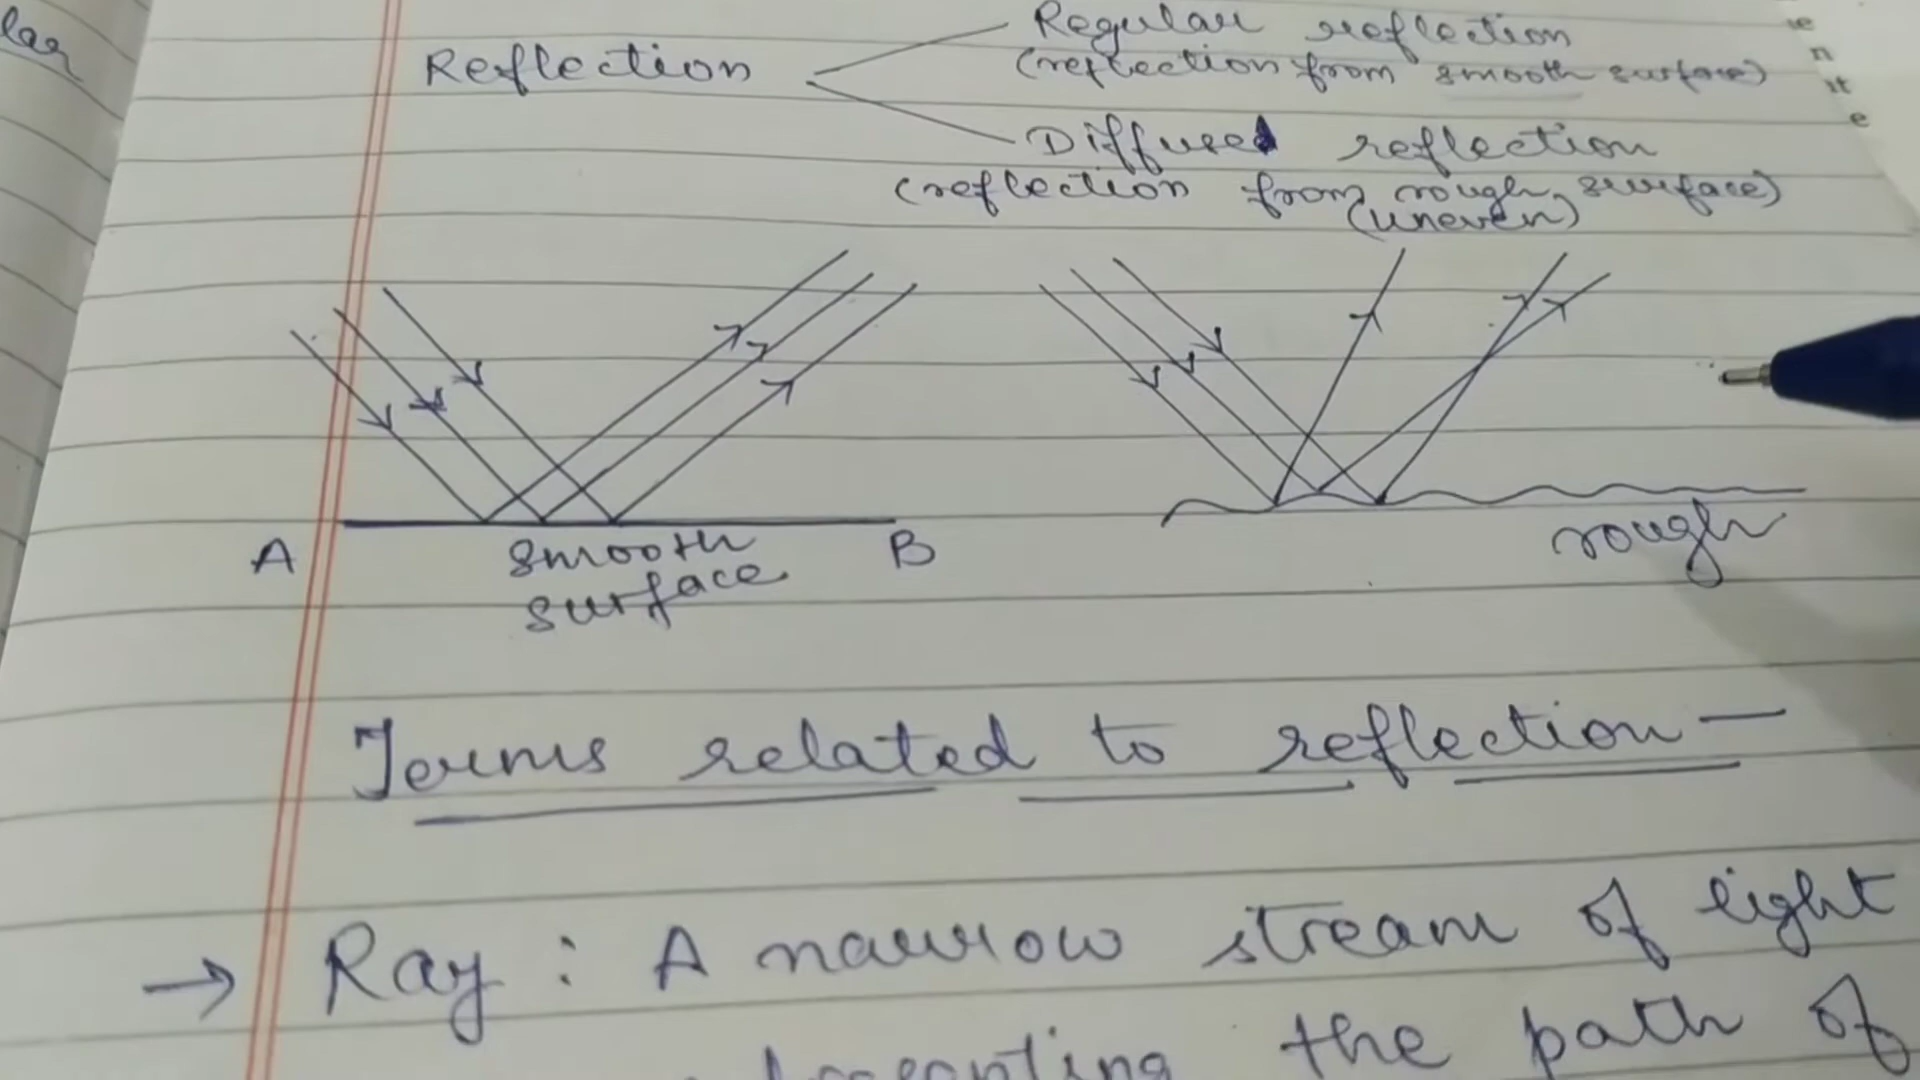 lar
Reflection
Regular reflection
(reflection from smooth surface)
Diffused reflection
(reflection from rough surface)
(uneven)
A
smooth
surface
B
rough
Terms related to reflection —
→ Ray : A narrow stream of light
the path of